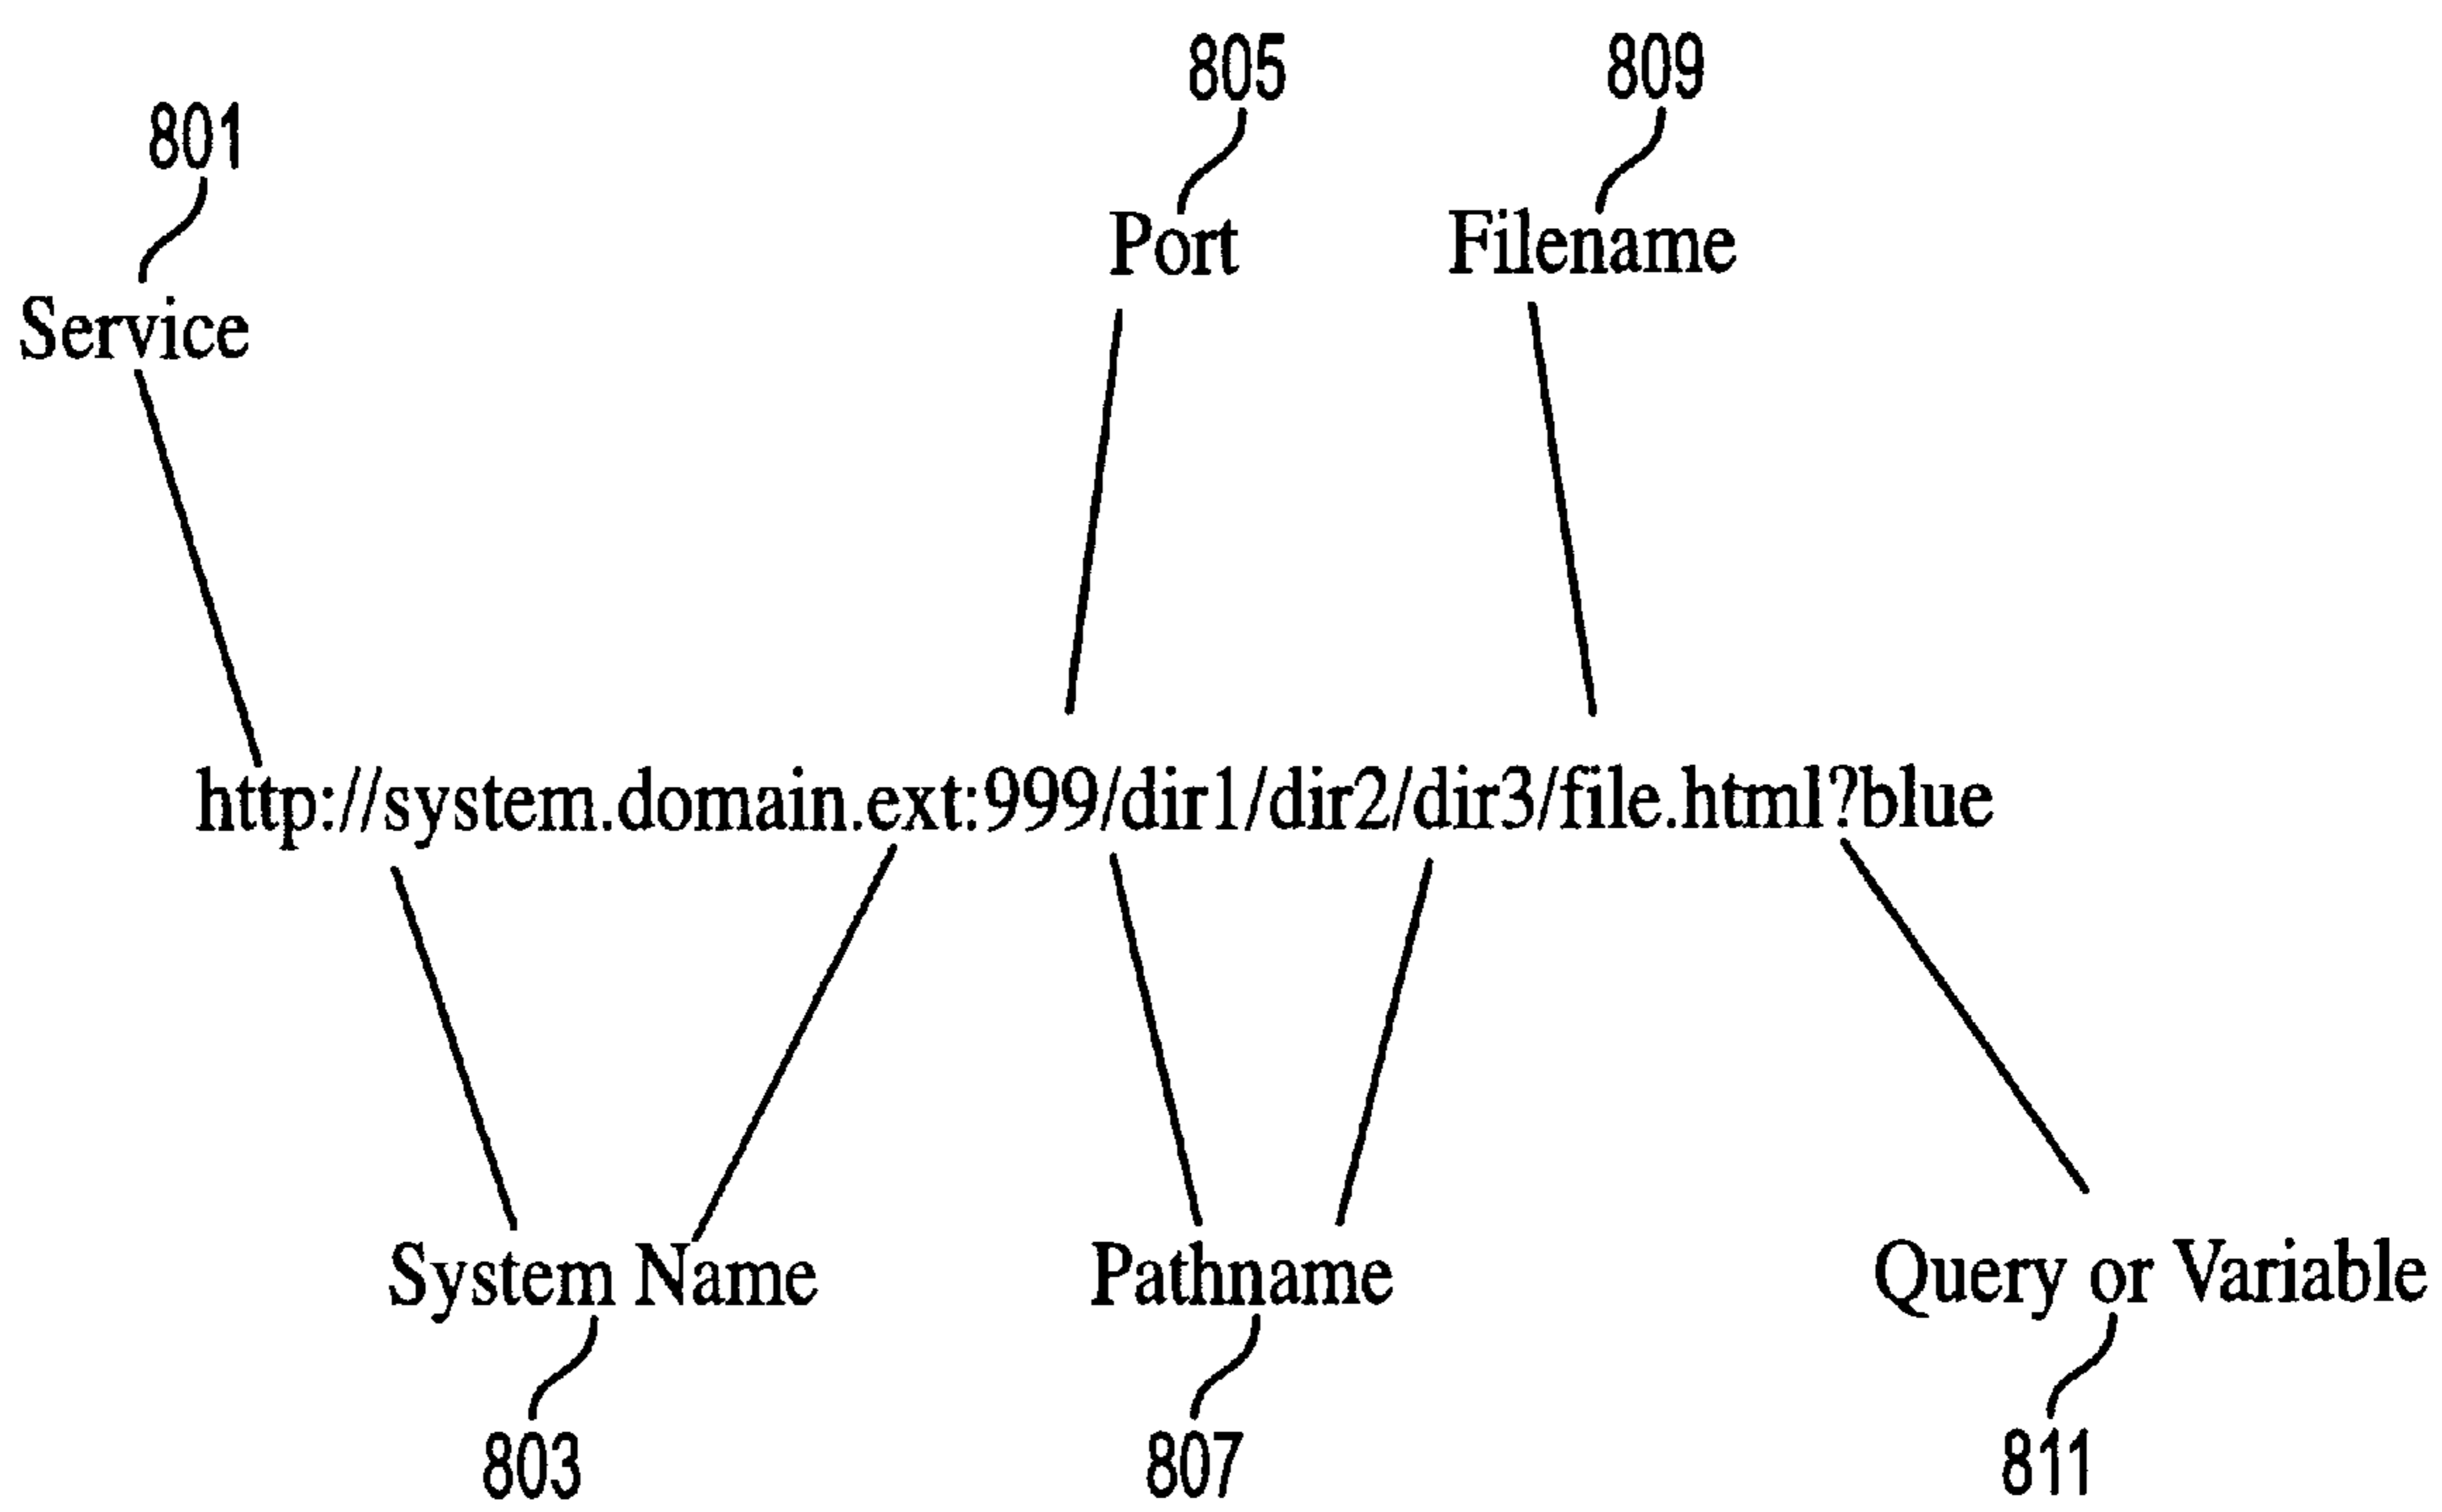 805 809
801
Port Filename
Service
http://system.domain.ext:999/dir1/dir2/dir3/file.html?blue
System Name Pathname Query or Variable
803 807 811